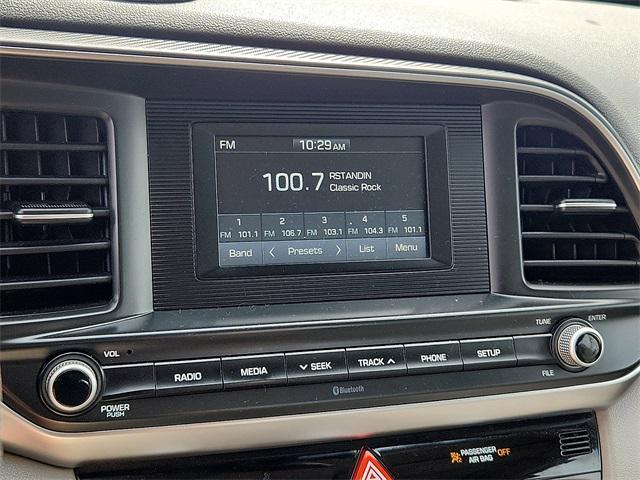 FM 10:29 AM
100.7 RSTANDIN
Classic Rock
1 2 3 4 5
FM 101.1 FM 106.7 FM 103.1 FM 104.3 FM 101.1
Band < Presets > List Menu
VOL
TUNE ENTER
RADIO MEDIA SEEK TRACK PHONE SETUP
Bluetooth
FILE
POWER
PUSH
PASSENGER
AIR BAG OFF